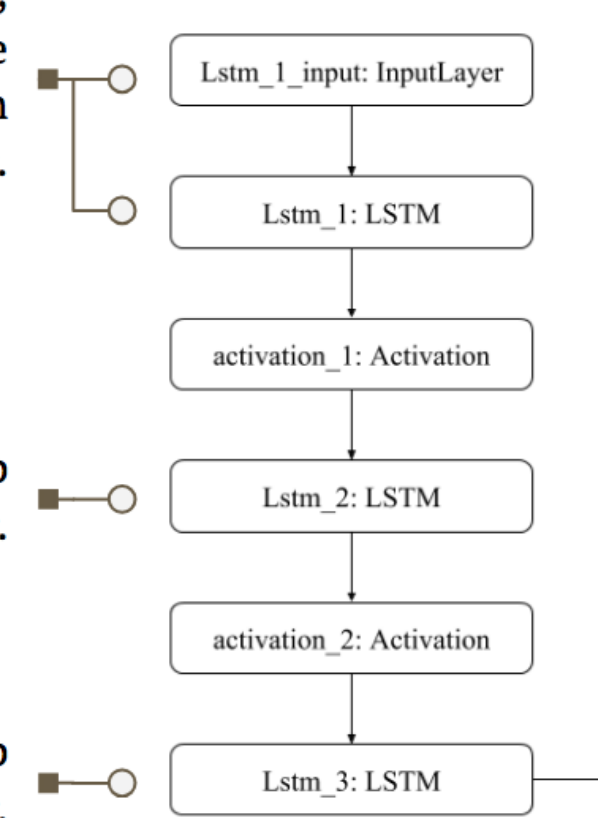 Lstm_1_input: InputLayer
Lstm_1: LSTM
activation_1: Activation
Lstm_2: LSTM
activation_2: Activation
Lstm_3: LSTM